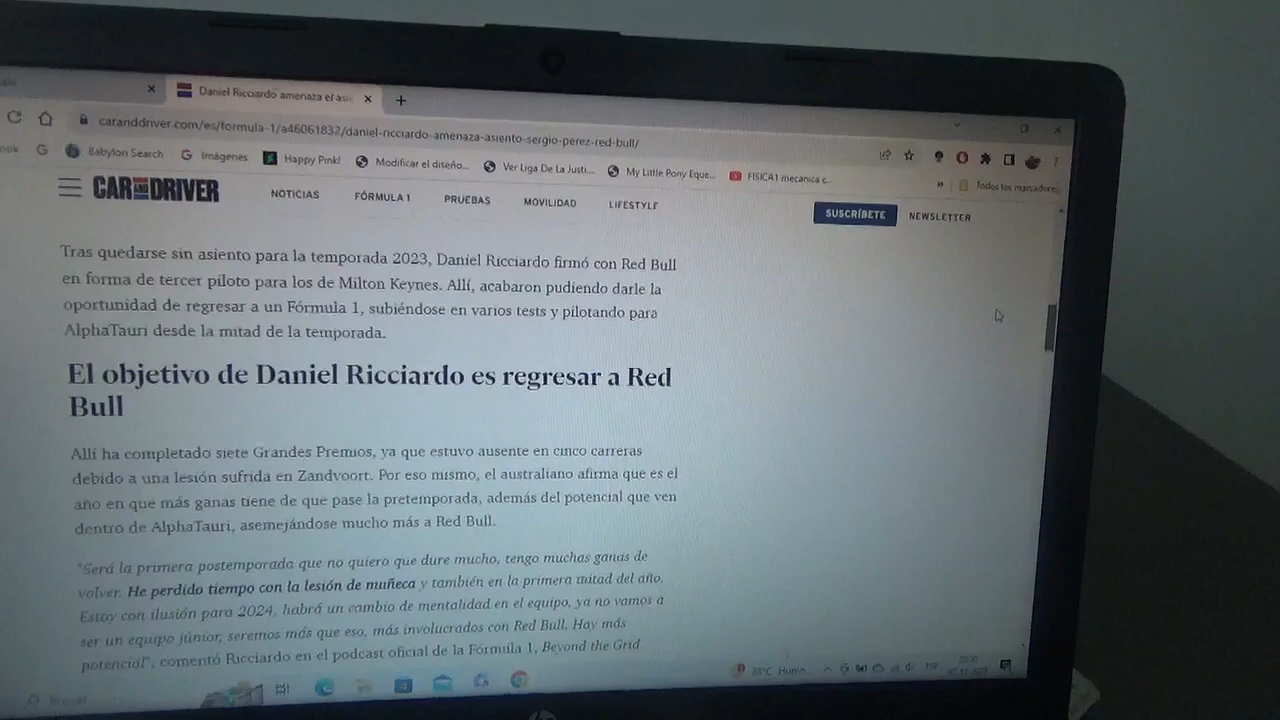 Daniel Ricciardo amenaza el asi
caranddriver.com/es/formula-1/a46061832/daniel-ricciardo-amenaza-asiento-sergio-perez-red-bull/
Babylon Search
Imágenes
Happy Pink!
Modificar el diseño...
Ver Liga De La Justi...
My Little Pony Eque...
FISICA1 mecanica c...
Todos los marcadores
CAR AND DRIVER
NOTICIAS
FÓRMULA 1
PRUEBAS
MOVILIDAD
LIFESTYLE
SUSCRÍBETE
NEWSLETTER
Tras quedarse sin asiento para la temporada 2023, Daniel Ricciardo firmó con Red Bull
en forma de tercer piloto para los de Milton Keynes. Allí, acabaron pudiendo darle la
oportunidad de regresar a un Fórmula 1, subiéndose en varios tests y pilotando para
AlphaTauri desde la mitad de la temporada.
El objetivo de Daniel Ricciardo es regresar a Red
Bull
Allí ha completado siete Grandes Premios, ya que estuvo ausente en cinco carreras
debido a una lesión sufrida en Zandvoort. Por eso mismo, el australiano afirma que es el
año en que más ganas tiene de que pase la pretemporada, además del potencial que ven
dentro de AlphaTauri, asemejándose mucho más a Red Bull.
"Será la primera postemporada que no quiero que dure mucho, tengo muchas ganas de
volver. He perdido tiempo con la lesión de muñeca y también en la primera mitad del año.
Estoy con ilusión para 2024, habrá un cambio de mentalidad en el equipo, ya no vamos a
ser un equipo júnior, seremos más que eso, más involucrados con Red Bull. Hay más
potencial", comentó Ricciardo en el podcast oficial de la Fórmula 1, Beyond the Grid
Humo
ESP